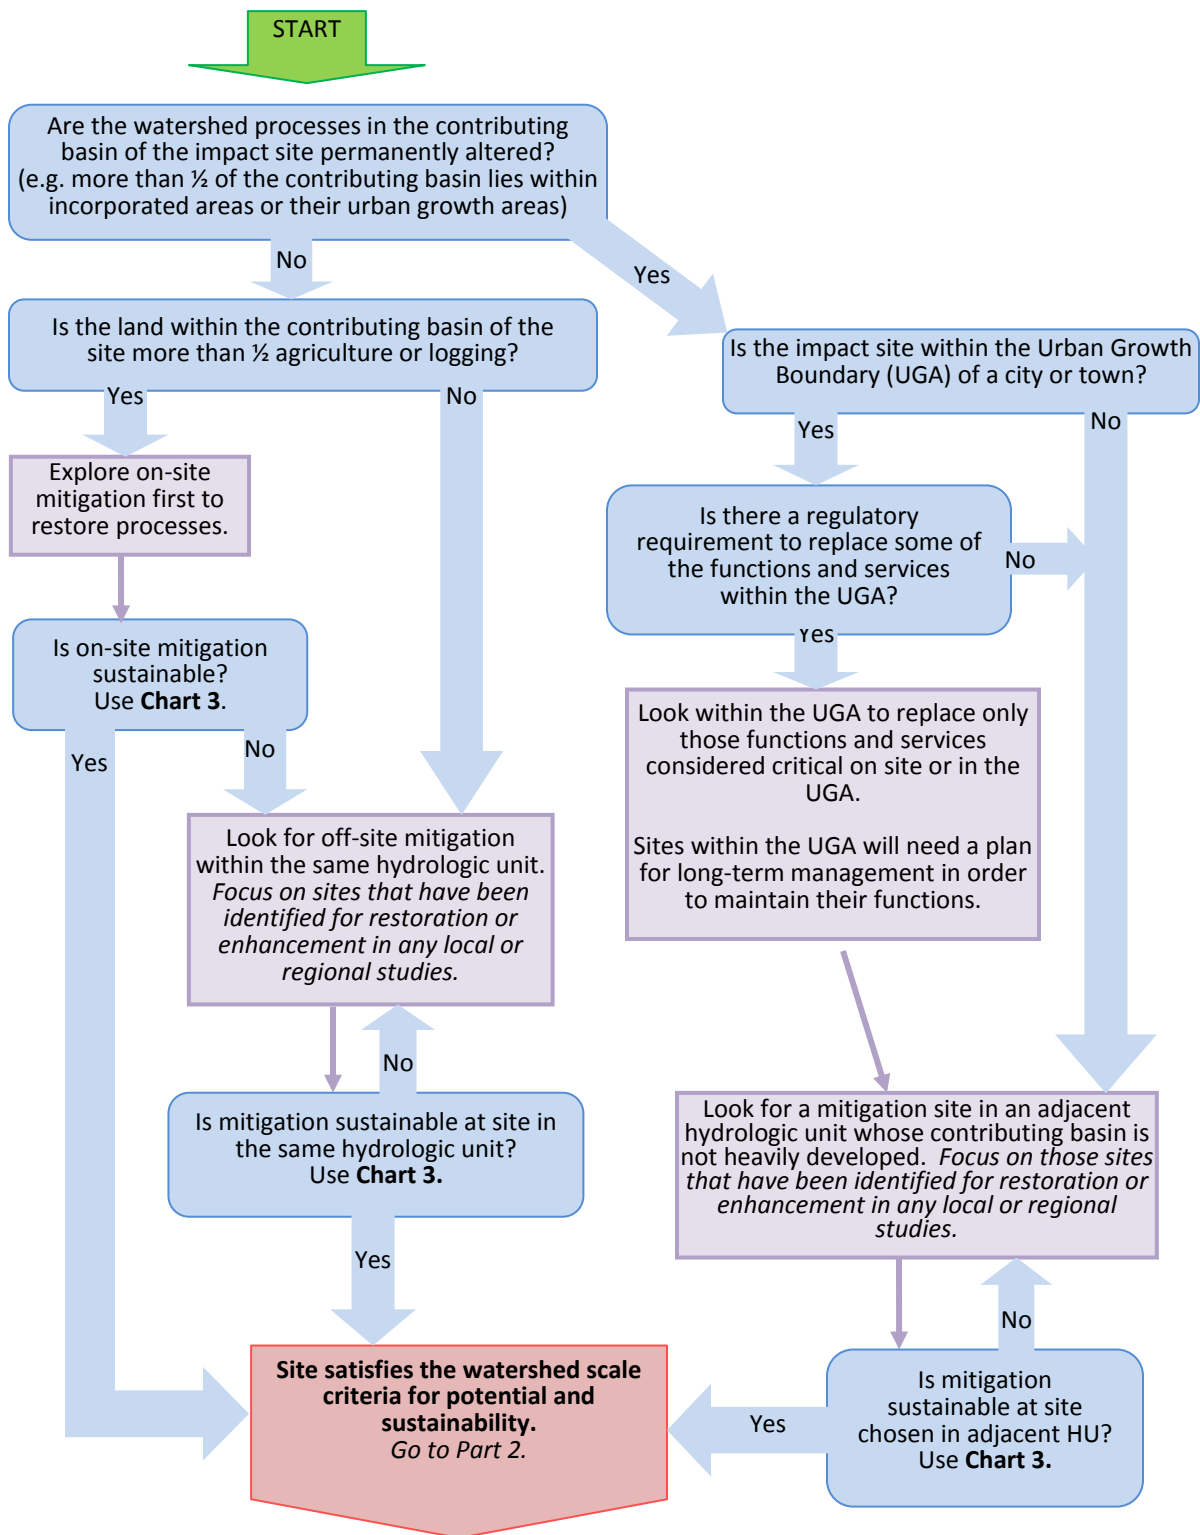 START
Are the watershed processes in the contributing
basin of the impact site permanently altered?
(e.g. more than ½ of the contributing basin lies within
incorporated areas or their urban growth areas)
No
Yes
Is the land within the contributing basin of the
site more than ½ agriculture or logging?
Yes
No
Is the impact site within the Urban Growth
Boundary (UGA) of a city or town?
Yes
No
Explore on-site
mitigation first to
restore processes.
Is there a regulatory
requirement to replace some of
the functions and services
within the UGA?
No
Yes
Is on-site mitigation
sustainable?
Use Chart 3.
Yes
No
Look within the UGA to replace only
those functions and services
considered critical on site or in the
UGA.
Sites within the UGA will need a plan
for long-term management in order
to maintain their functions.
Look for off-site mitigation
within the same hydrologic unit.
Focus on sites that have been
identified for restoration or
enhancement in any local or
regional studies.
No
Is mitigation sustainable at site in
the same hydrologic unit?
Use Chart 3.
Yes
Look for a mitigation site in an adjacent
hydrologic unit whose contributing basin is
not heavily developed. Focus on those sites
that have been identified for restoration or
enhancement in any local or regional
studies.
No
Is mitigation
sustainable at site
chosen in adjacent HU?
Use Chart 3.
Yes
Site satisfies the watershed scale
criteria for potential and
sustainability.
Go to Part 2.